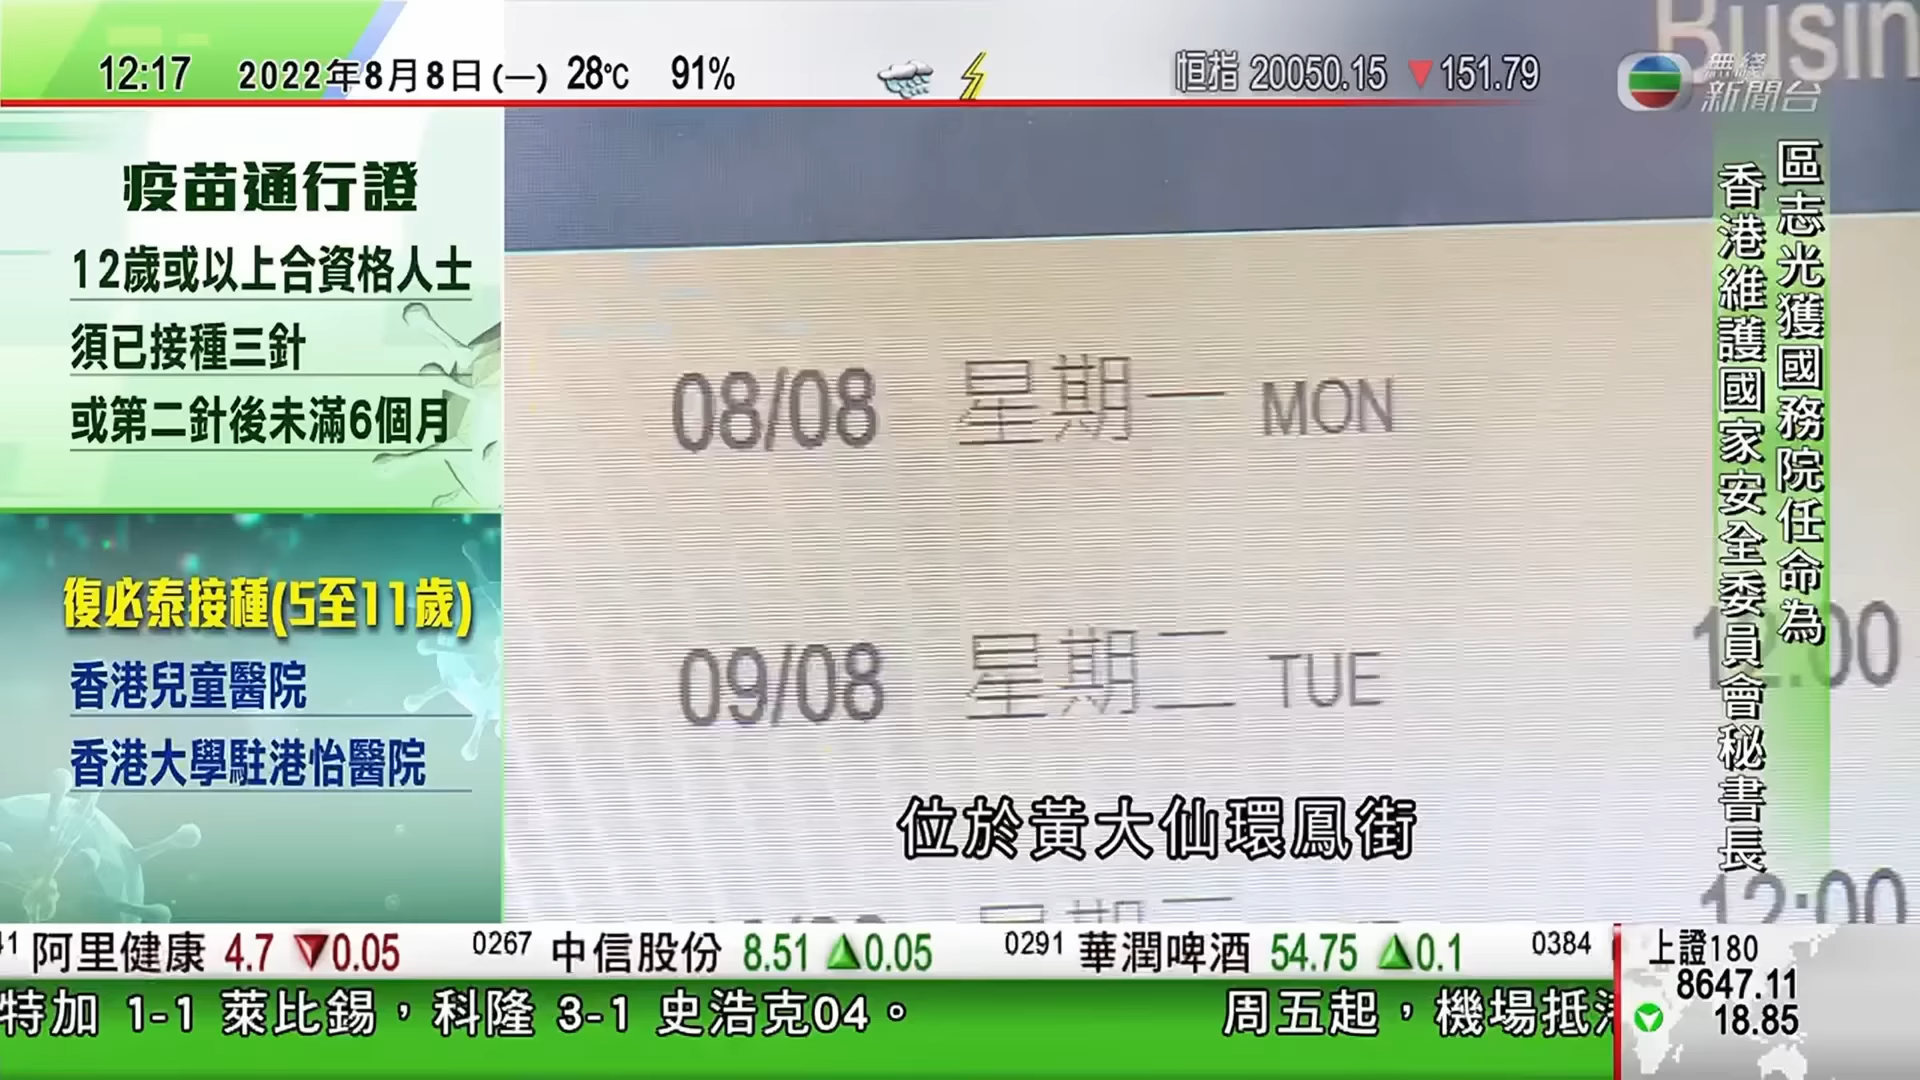 Busin
12:17 2022年8月8日(一) 28℃ 91% 恒指 20050.15 ▼151.79
無綫
新聞台
疫苗通行證
12歲或以上合資格人士
須已接種三針
或第二針後未滿6個月
復必泰接種(5至11歲)
香港兒童醫院
香港大學駐港怡醫院
08/08 星期一 MON
09/08 星期二 TUE
12:00
12:00
位於黃大仙環鳳街
區志光獲國務院任命為
香港維護國家安全委員會秘書長
41 阿里健康 4.7 ▼0.05 0267 中信股份 8.51 ▲0.05 0291 華潤啤酒 54.75 ▲0.1 0384
特加 1-1 萊比錫，科隆 3-1 史浩克04。 周五起，機場抵港
上證180
8647.11
18.85